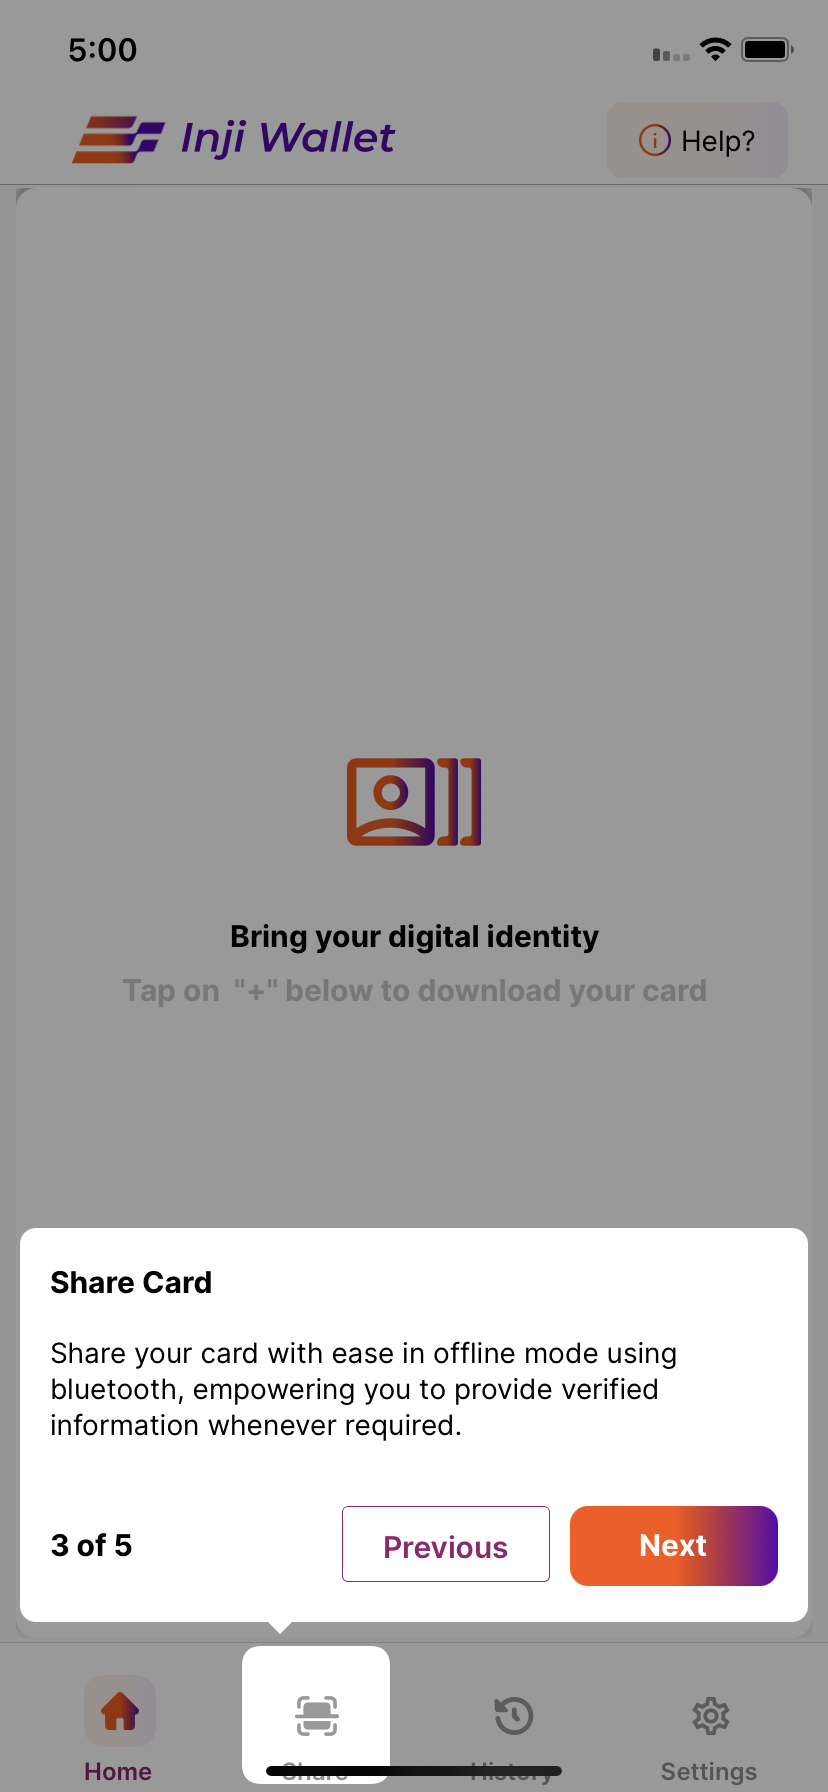 5:00
Inji Wallet
Help?
Bring your digital identity
Tap on "+" below to download your card
Share Card
Share your card with ease in offline mode using
bluetooth, empowering you to provide verified
information whenever required.
3 of 5
Previous
Next
Home
Share
History
Settings